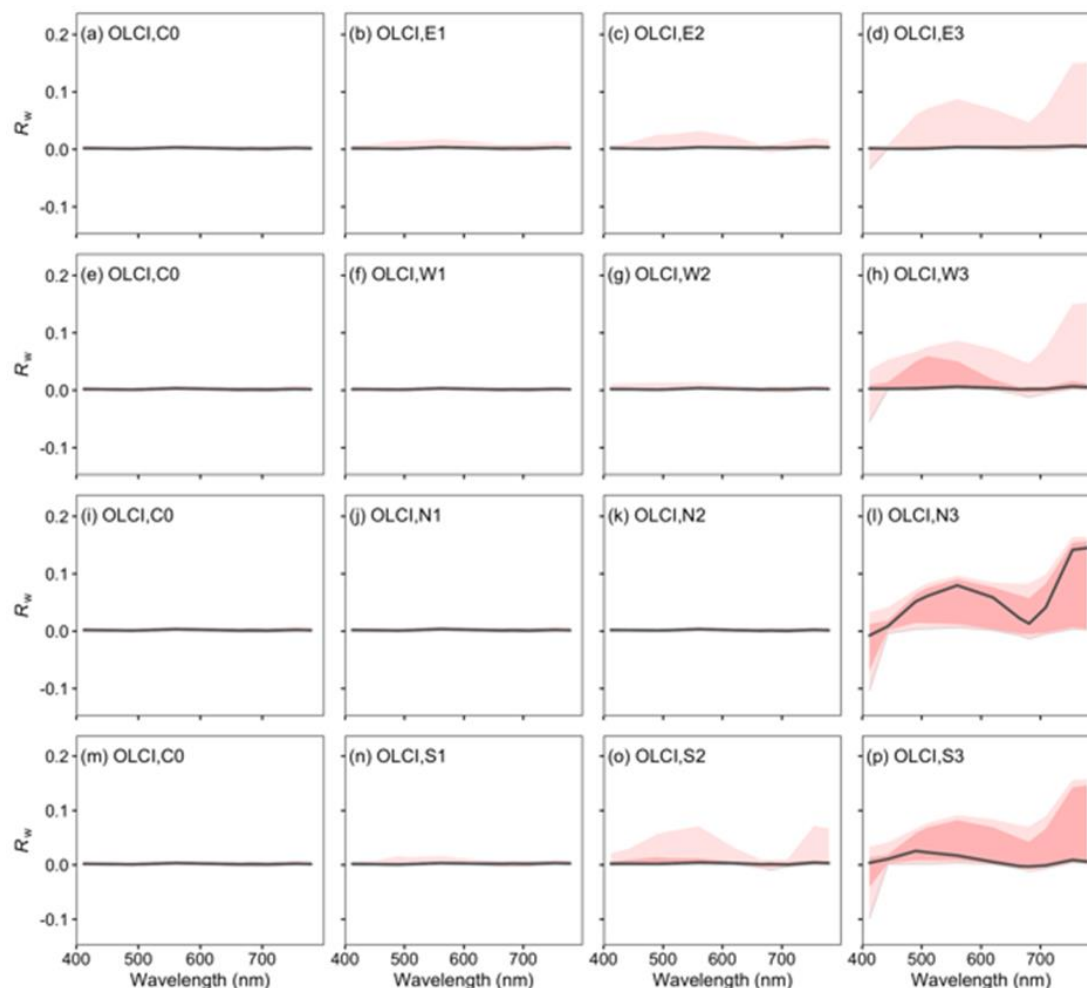 (a) OLCI,C0 (b) OLCI,E1 (c) OLCI,E2 (d) OLCI,E3
0.2
0.1
Rw
0.0
-0.1
(e) OLCI,C0 (f) OLCI,W1 (g) OLCI,W2 (h) OLCI,W3
0.2
0.1
Rw
0.0
-0.1
(i) OLCI,C0 (j) OLCI,N1 (k) OLCI,N2 (l) OLCI,N3
0.2
0.1
Rw
0.0
-0.1
(m) OLCI,C0 (n) OLCI,S1 (o) OLCI,S2 (p) OLCI,S3
0.2
0.1
Rw
0.0
-0.1
400 500 600 700 400 500 600 700 400 500 600 700 400 500 600 700
Wavelength (nm) Wavelength (nm) Wavelength (nm) Wavelength (nm)